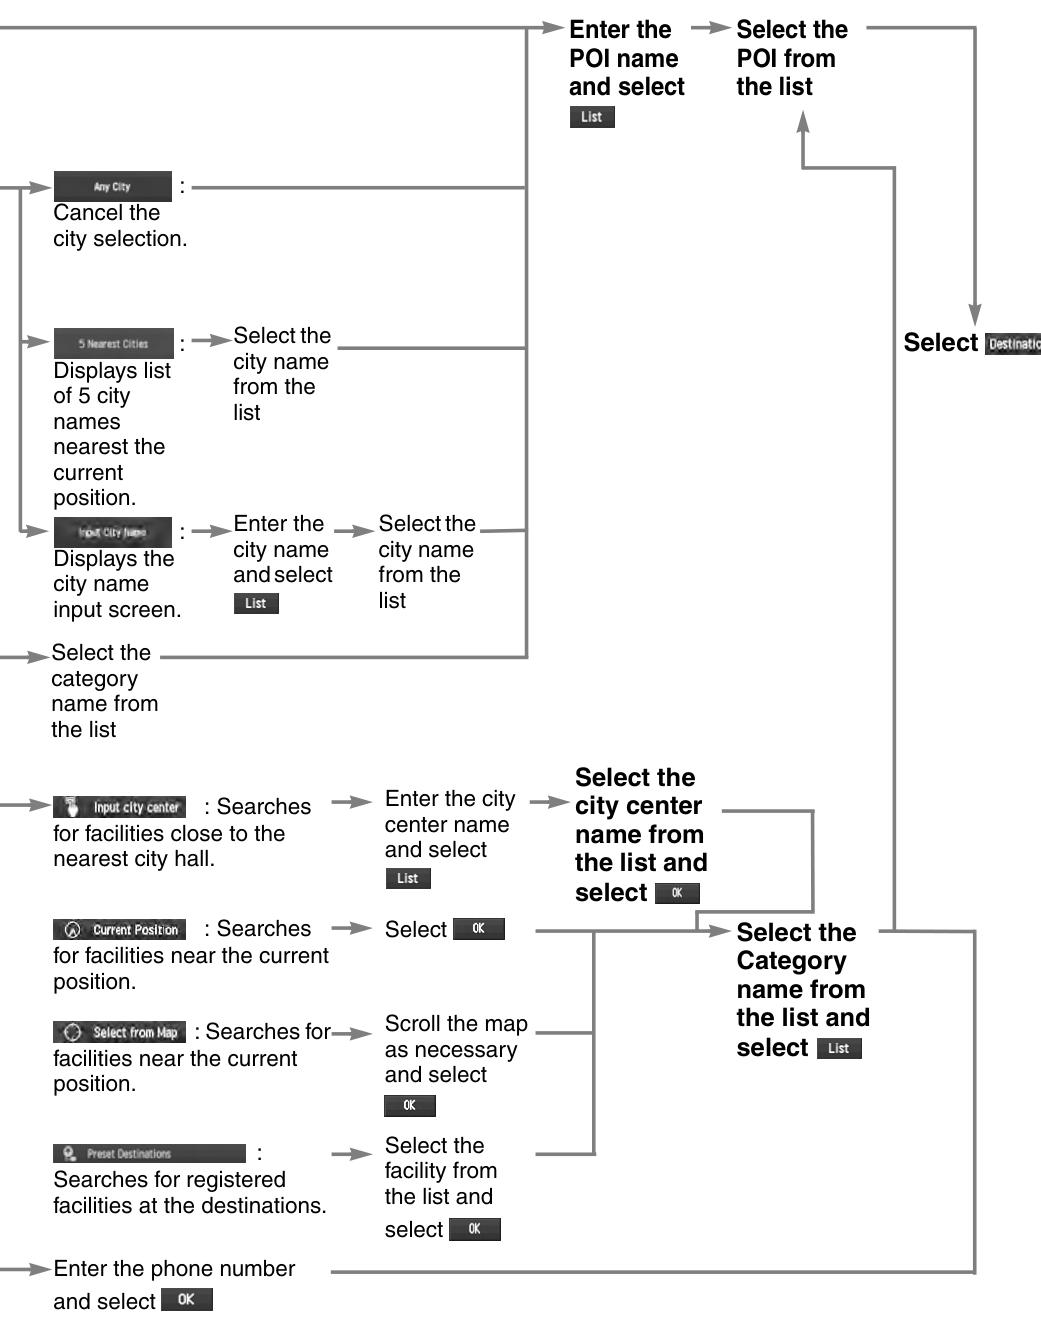 Enter the
POI name
and select
List
Select the
POI from
the list
Any City :
Cancel the
city selection.
5 Nearest Cities :
Displays list
of 5 city
names
nearest the
current
position.
Select the
city name
from the
list
Select Destinatio
Input City Name :
Displays the
city name
input screen.
Enter the
city name
and select
List
Select the
city name
from the
list
Select the
category
name from
the list
Input city center : Searches
for facilities close to the
nearest city hall.
Enter the city
center name
and select
List
Select the
city center
name from
the list and
select OK
Current Position : Searches
for facilities near the current
position.
Select OK
Select the
Category
name from
the list and
select List
Select from Map : Searches for
facilities near the current
position.
Scroll the map
as necessary
and select
OK
Preset Destinations :
Searches for registered
facilities at the destinations.
Select the
facility from
the list and
select OK
Enter the phone number
and select OK